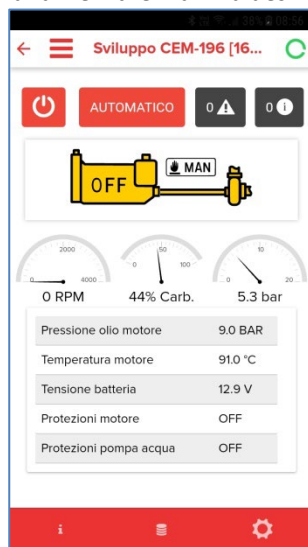 38% 08:56
Sviluppo CEM-196 [16...
AUTOMATICO
0
0
MAN
OFF
2000
0
4000
50
0
100
10
0
20
0 RPM
44% Carb.
5.3 bar
Pressione olio motore 9.0 BAR
Temperatura motore 91.0 °C
Tensione batteria 12.9 V
Protezioni motore OFF
Protezioni pompa acqua OFF